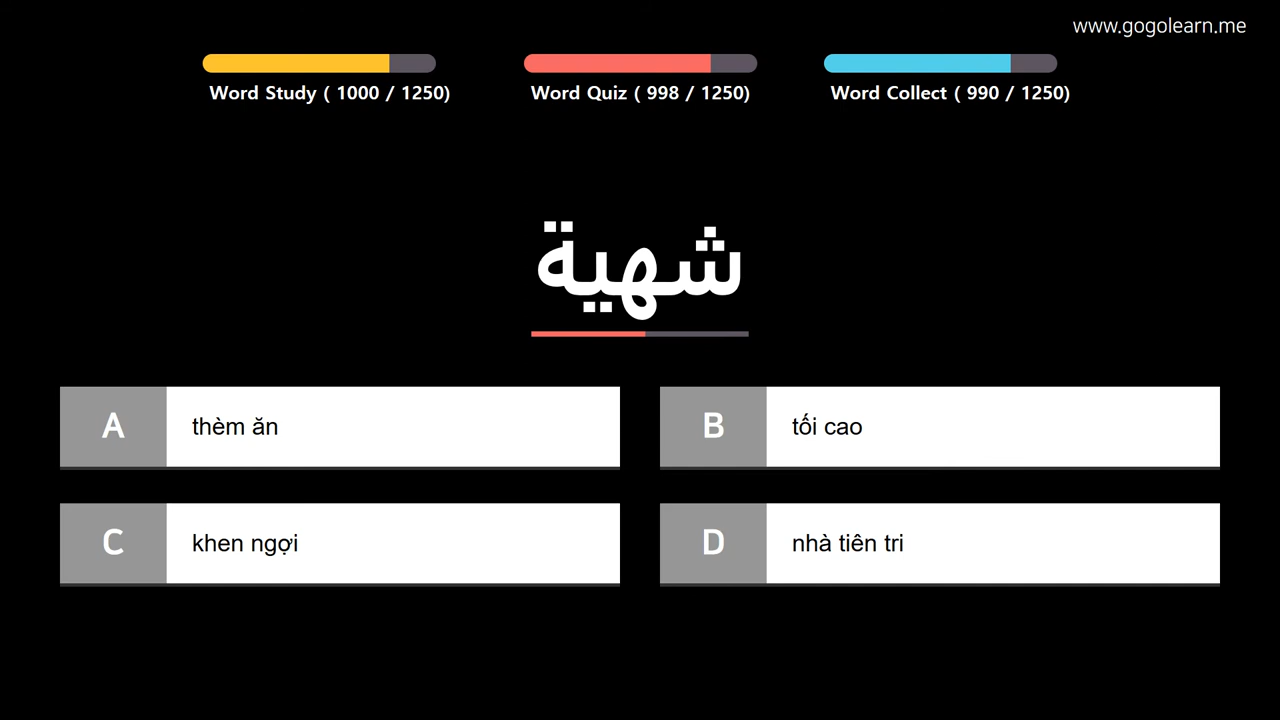 www.gogolearn.me
Word Study ( 1000 / 1250)
Word Quiz ( 998 / 1250)
Word Collect ( 990 / 1250)
شهية
A
thèm ăn
B
tối cao
C
khen ngợi
D
nhà tiên tri